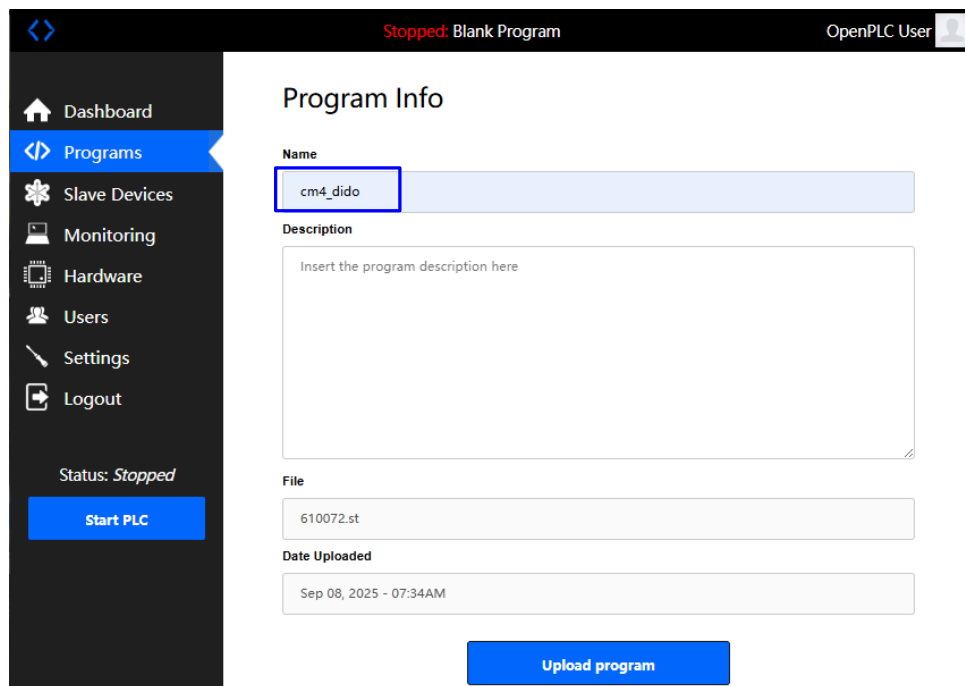 Stopped: Blank Program
OpenPLC User
Dashboard
Programs
Slave Devices
Monitoring
Hardware
Users
Settings
Logout
Status: Stopped
Start PLC
Program Info
Name
cm4_dido
Description
Insert the program description here
File
610072.st
Date Uploaded
Sep 08, 2025 - 07:34AM
Upload program